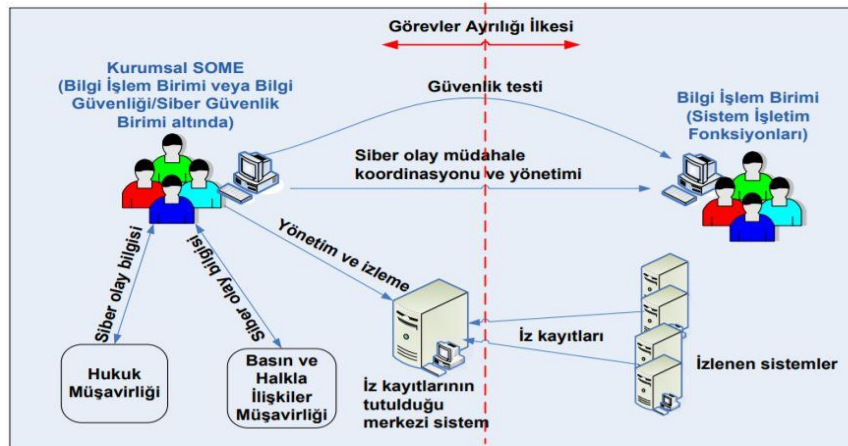 Görevler Ayrılığı İlkesi
Kurumsal SOME
(Bilgi İşlem Birimi veya Bilgi
Güvenliği/Siber Güvenlik
Birimi altında)
Güvenlik testi
Bilgi İşlem Birimi
(Sistem İşletim
Fonksiyonları)
Siber olay müdahale
koordinasyonu ve yönetimi
Siber olay bilgisi
Siber olay bilgisi
Yönetim ve izleme
İz kayıtları
Hukuk
Müşavirliği
Basın ve
Halkla
İlişkiler
Müşavirliği
İz kayıtlarının
tutulduğu
merkezi sistem
İzlenen sistemler